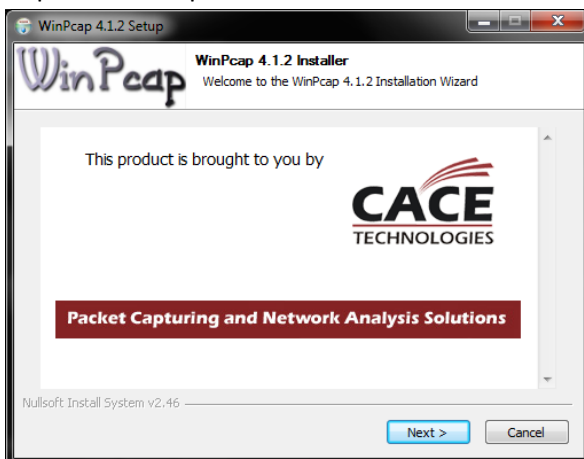 WinPcap 4.1.2 Setup
WinPcap
WinPcap 4.1.2 Installer
Welcome to the WinPcap 4.1.2 Installation Wizard
This product is brought to you by
CACE
TECHNOLOGIES
Packet Capturing and Network Analysis Solutions
Nullsoft Install System v2.46
Next >
Cancel